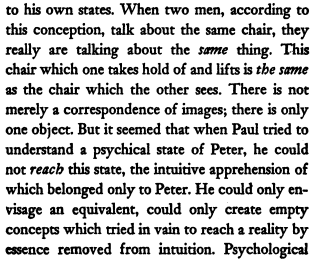 to his own states. When two men, according to
this conception, talk about the same chair, they
really are talking about the same thing. This
chair which one takes hold of and lifts is the same
as the chair which the other sees. There is not
merely a correspondence of images; there is only
one object. But it seemed that when Paul tried to
understand a psychical state of Peter, he could
not reach this state, the intuitive apprehension of
which belonged only to Peter. He could only en-
visage an equivalent, could only create empty
concepts which tried in vain to reach a reality by
essence removed from intuition. Psychological